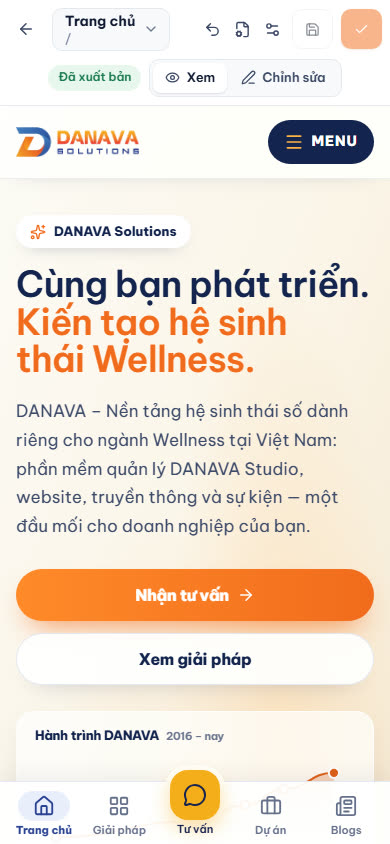 Trang chủ
/
Đã xuất bản
Xem
Chỉnh sửa
DANAVA
SOLUTIONS
MENU
DANAVA Solutions
Cùng bạn phát triển.
Kiến tạo hệ sinh
thái Wellness.
DANAVA – Nền tảng hệ sinh thái số dành
riêng cho ngành Wellness tại Việt Nam:
phần mềm quản lý DANAVA Studio,
website, truyền thông và sự kiện — một
đầu mối cho doanh nghiệp của bạn.
Nhận tư vấn
Xem giải pháp
Hành trình DANAVA 2016 – nay
Trang chủ
Giải pháp
Tư vấn
Dự án
Blogs